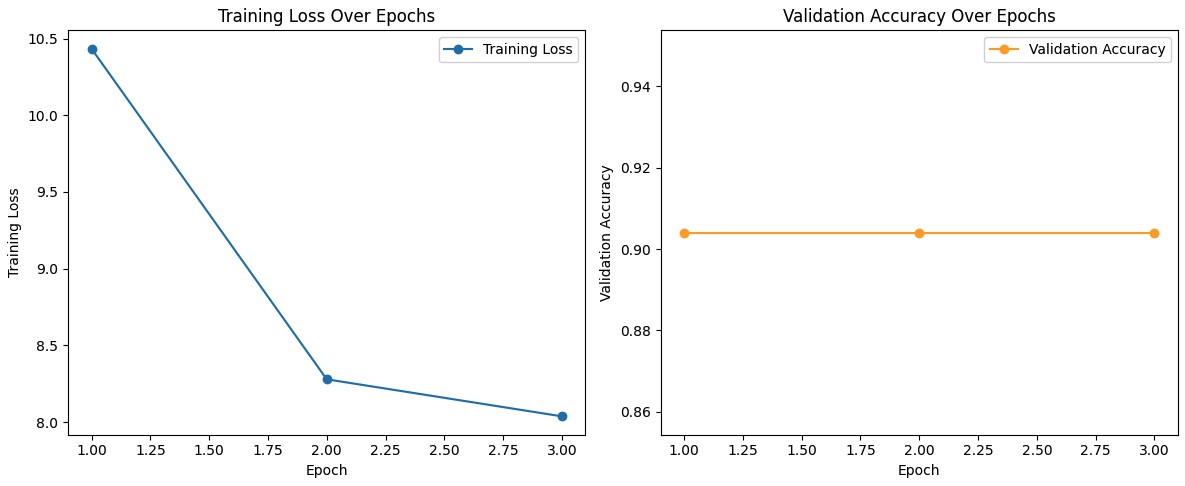 Training Loss Over Epochs
Training Loss
10.5
10.0
9.5
9.0
8.5
8.0
Training Loss
1.00 1.25 1.50 1.75 2.00 2.25 2.50 2.75 3.00
Epoch
Validation Accuracy Over Epochs
Validation Accuracy
0.94
0.92
0.90
0.88
0.86
Validation Accuracy
1.00 1.25 1.50 1.75 2.00 2.25 2.50 2.75 3.00
Epoch